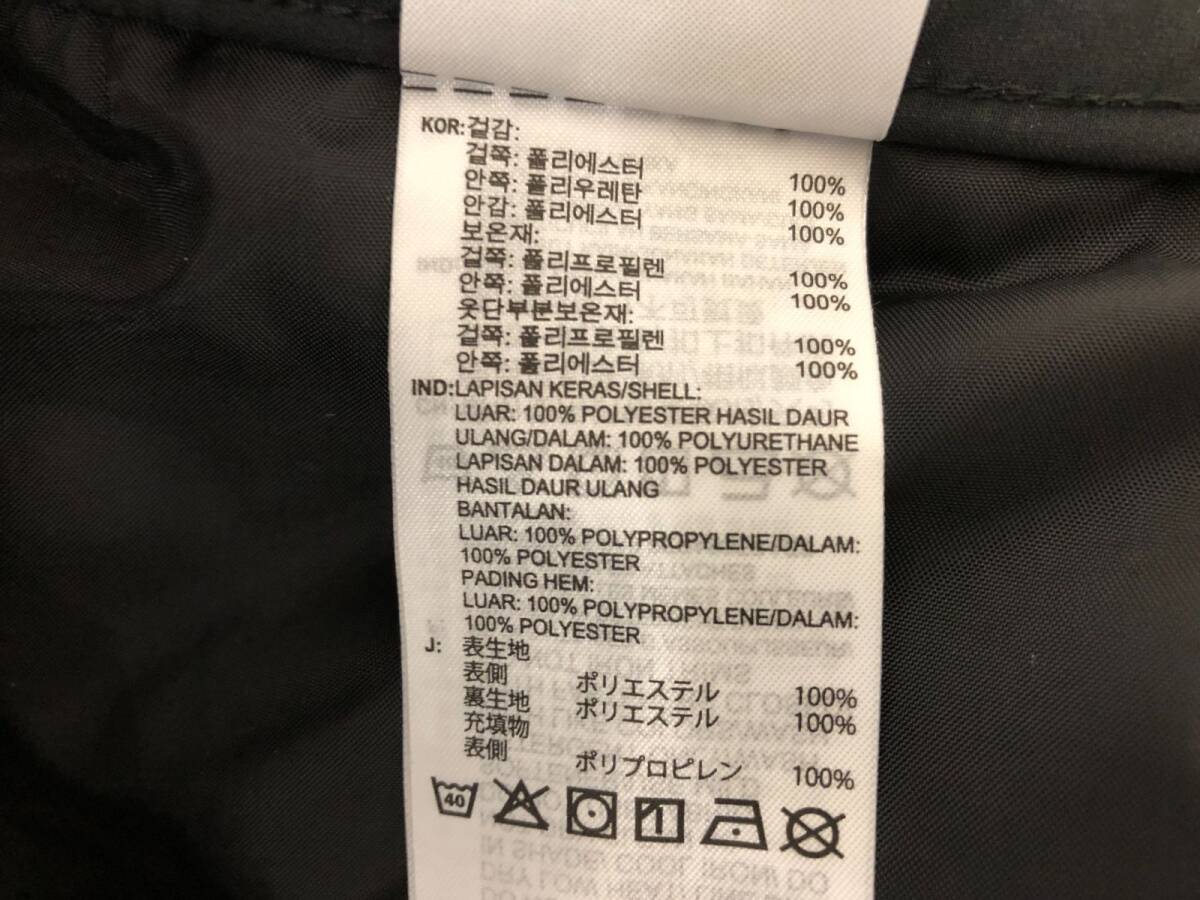 KOR:겉감:
겉쪽: 폴리에스터 100%
안쪽: 폴리우레탄 100%
안감: 폴리에스터 100%
보온재:
겉쪽: 폴리프로필렌 100%
안쪽: 폴리에스터 100%
옷단부분보온재:
겉쪽: 폴리프로필렌 100%
안쪽: 폴리에스터 100%
IND:LAPISAN KERAS/SHELL:
LUAR: 100% POLYESTER HASIL DAUR
ULANG/DALAM: 100% POLYURETHANE
LAPISAN DALAM: 100% POLYESTER
HASIL DAUR ULANG
BANTALAN:
LUAR: 100% POLYPROPYLENE/DALAM:
100% POLYESTER
PADING HEM:
LUAR: 100% POLYPROPYLENE/DALAM:
100% POLYESTER
J: 表生地
表側 ポリエステル 100%
裏生地 ポリエステル 100%
充填物
表側 ポリプロピレン 100%
40